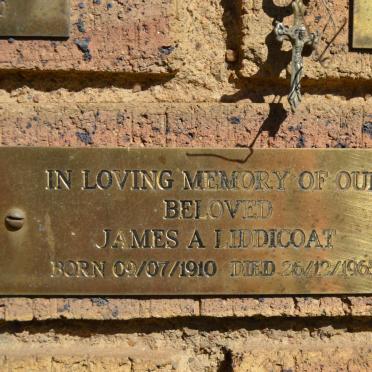 IN LOVING MEMORY OF OUR
BELOVED
JAMES A LIDDICOAT
BORN 09/07/1910 DIED 26/12/196